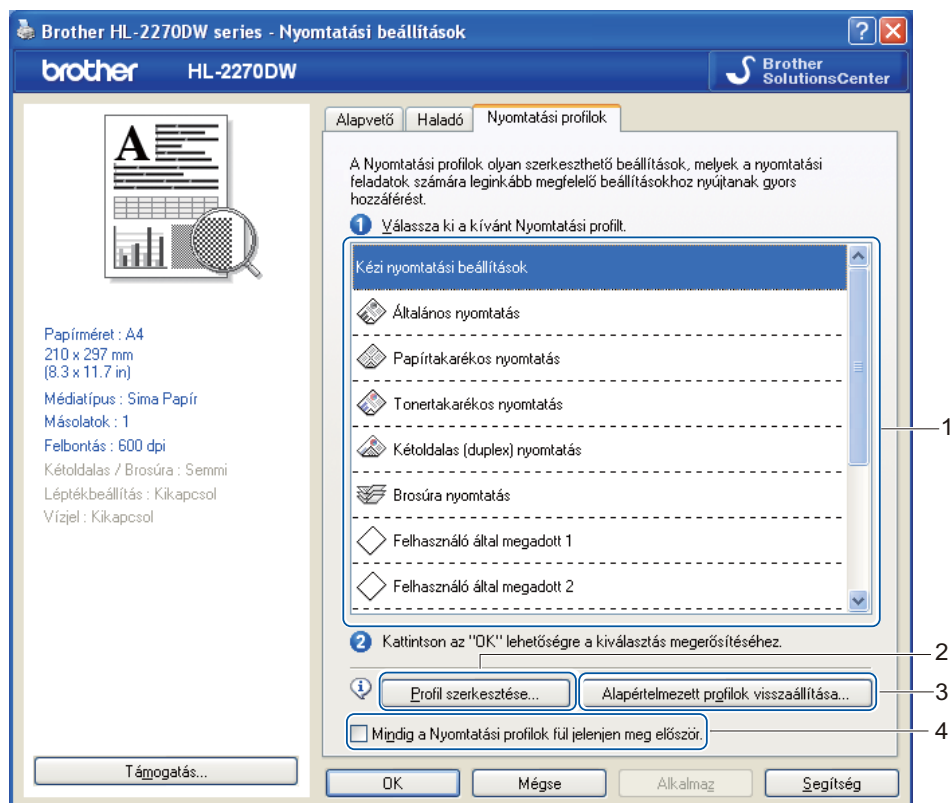 Brother HL-2270DW series - Nyomtatási beállítások
brother HL-2270DW
Brother
SolutionsCenter
A
Papírméret : A4
210 x 297 mm
(8.3 x 11.7 in)
Médiatípus : Sima Papír
Másolatok : 1
Felbontás : 600 dpi
Kétoldalas / Brosúra : Semmi
Léptékbeállítás : Kikapcsol
Vízjel : Kikapcsol
Támogatás...
Alapvető Haladó Nyomtatási profilok
A Nyomtatási profilok olyan szerkeszthető beállítások, melyek a nyomtatási
feladatok számára leginkább megfelelő beállításokhoz nyújtanak gyors
hozzáférést.
1 Válassza ki a kívánt Nyomtatási profilt.
Kézi nyomtatási beállítások
Általános nyomtatás
Papírtakarékos nyomtatás
Tonertakarékos nyomtatás
Kétoldalas (duplex) nyomtatás
Brosúra nyomtatás
Felhasználó által megadott 1
Felhasználó által megadott 2
1
2 Kattintson az "OK" lehetőségre a kiválasztás megerősítéséhez.
2
Profil szerkesztése... Alapértelmezett profilok visszaállítása...
3
Mindig a Nyomtatási profilok fül jelenjen meg először.
4
OK Mégse Alkalmaz Segítség